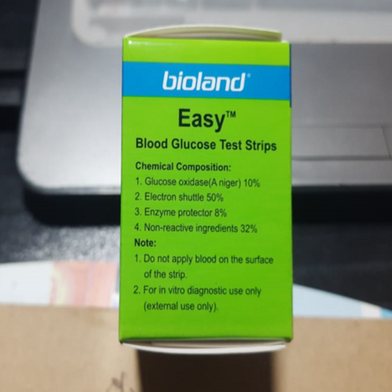 bioland®
Easy™
Blood Glucose Test Strips
Chemical Composition:
1. Glucose oxidase(A niger) 10%
2. Electron shuttle 50%
3. Enzyme protector 8%
4. Non-reactive ingredients 32%
Note:
1. Do not apply blood on the surface
of the strip.
2. For in vitro diagnostic use only
(external use only).